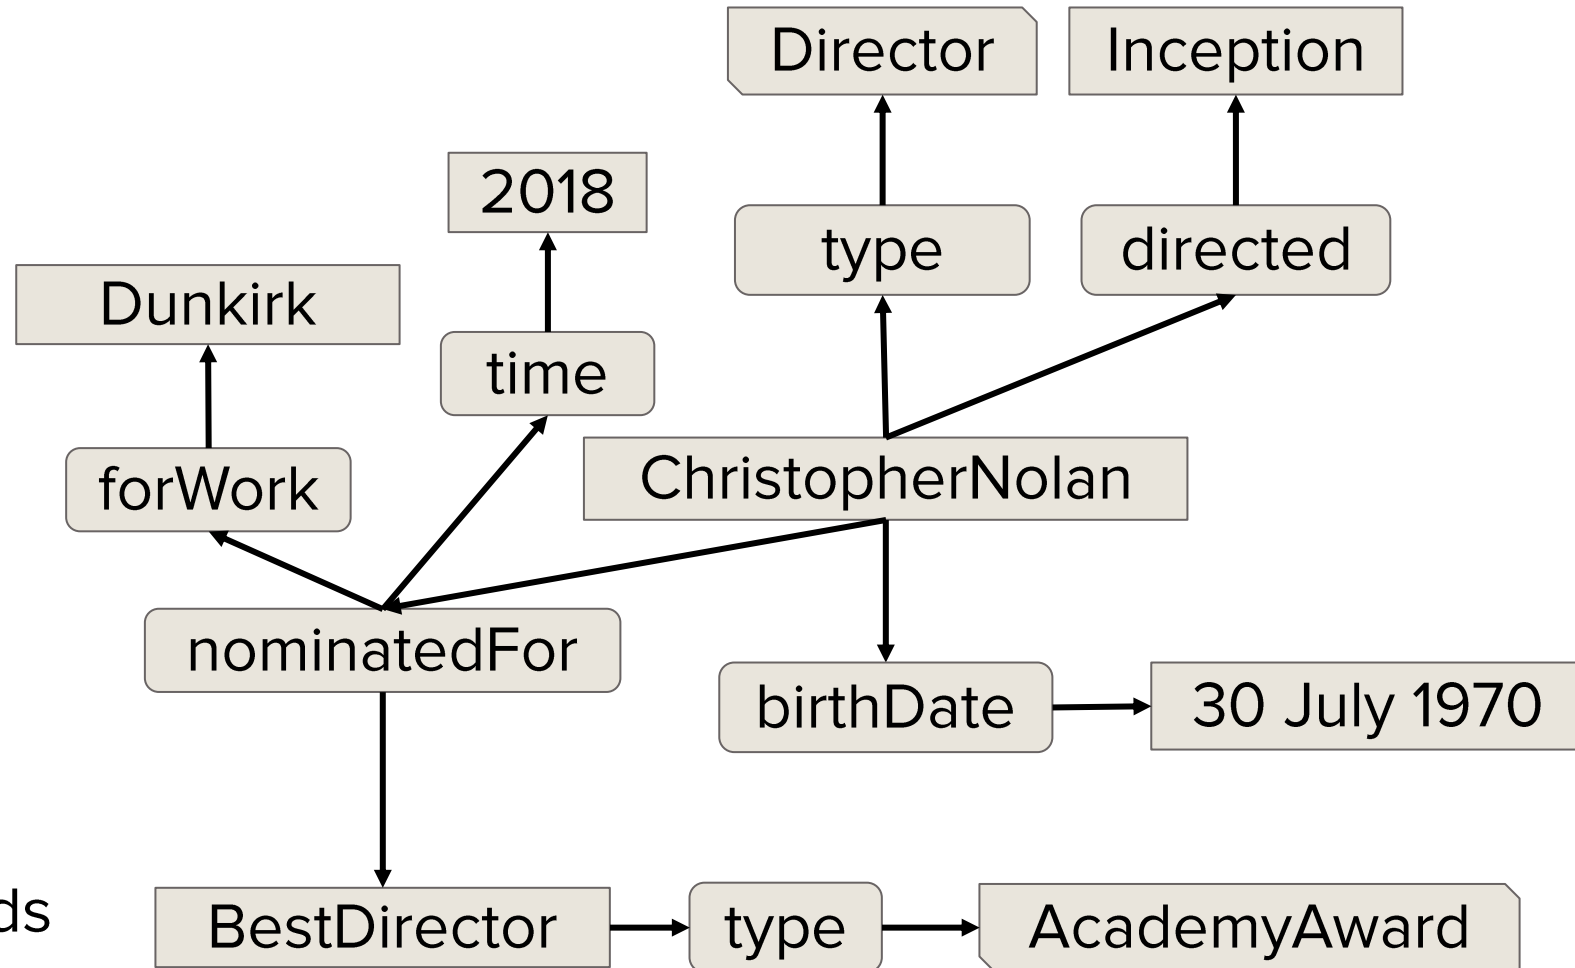 Director
Inception
2018
type
directed
Dunkirk
time
forWork
ChristopherNolan
nominatedFor
birthDate
30 July 1970
BestDirector
type
AcademyAward